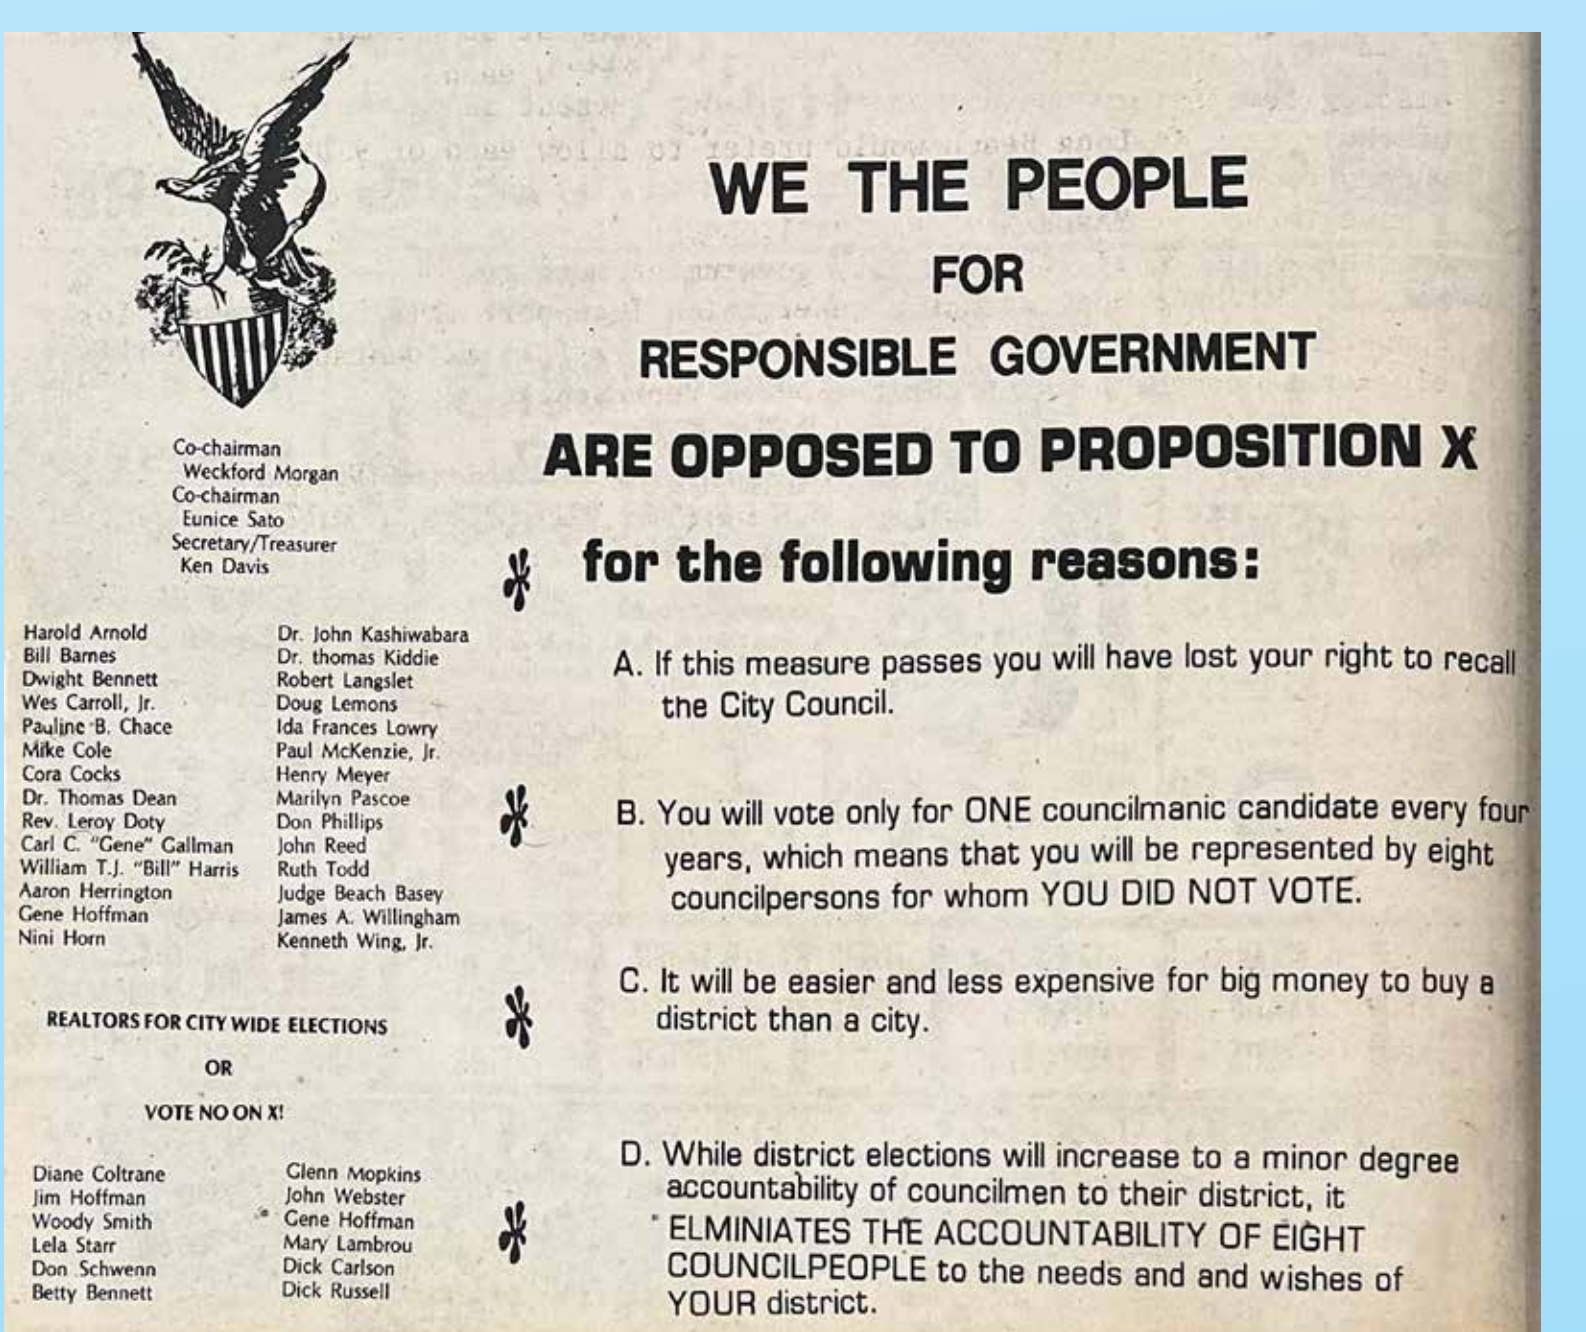 Co-chairman
Weckford Morgan
Co-chairman
Eunice Sato
Secretary/Treasurer
Ken Davis
Harold Arnold
Bill Barnes
Dwight Bennett
Wes Carroll, Jr.
Pauline B. Chace
Mike Cole
Cora Cocks
Dr. Thomas Dean
Rev. Leroy Doty
Carl C. "Gene" Gallman
William T.J. "Bill" Harris
Aaron Herrington
Gene Hoffman
Nini Horn
Dr. John Kashiwabara
Dr. thomas Kiddie
Robert Langslet
Doug Lemons
Ida Frances Lowry
Paul McKenzie, Jr.
Henry Meyer
Marilyn Pascoe
Don Phillips
John Reed
Ruth Todd
Judge Beach Basey
James A. Willingham
Kenneth Wing, Jr.
REALTORS FOR CITY WIDE ELECTIONS
OR
VOTE NO ON X!
Diane Coltrane
Jim Hoffman
Woody Smith
Lela Starr
Don Schwenn
Betty Bennett
Glenn Mopkins
John Webster
Gene Hoffman
Mary Lambrou
Dick Carlson
Dick Russell
WE THE PEOPLE
FOR
RESPONSIBLE GOVERNMENT
ARE OPPOSED TO PROPOSITION X
for the following reasons:
A. If this measure passes you will have lost your right to recall
the City Council.
B. You will vote only for ONE councilmanic candidate every four
years, which means that you will be represented by eight
councilpersons for whom YOU DID NOT VOTE.
C. It will be easier and less expensive for big money to buy a
district than a city.
D. While district elections will increase to a minor degree
accountability of councilmen to their district, it
ELMINIATES THE ACCOUNTABILITY OF EIGHT
COUNCILPEOPLE to the needs and and wishes of
YOUR district.